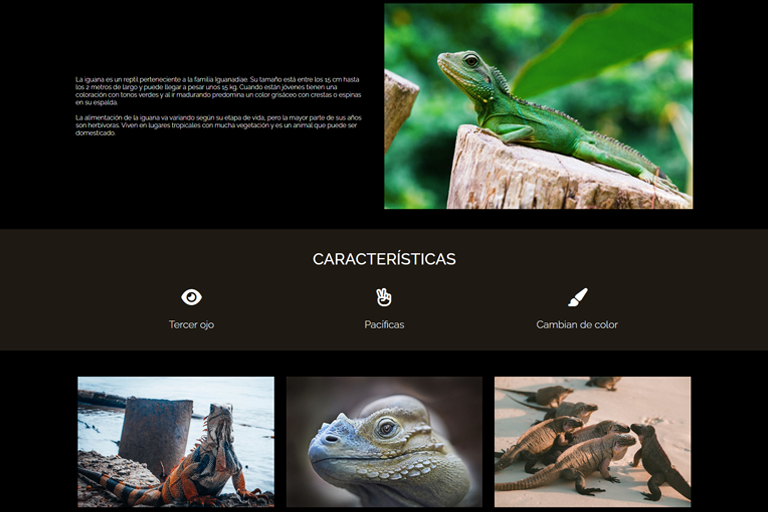 La iguana es un reptil perteneciente a la familia Iguanadiae. Su tamaño está entre los 15 cm hasta
los 2 metros de largo y puede llegar a pesar unos 15 kg. Cuando están jóvenes tienen una
coloración con tonos verdes y al ir madurando predomina un color grisáceo con crestas o espinas
en su espalda.
La alimentación de la iguana va variando según su etapa de vida, pero la mayor parte de sus años
son herbívoras. Viven en lugares tropicales con mucha vegetación y es un animal que puede ser
domesticado.
CARACTERÍSTICAS
Tercer ojo
Pacíficas
Cambian de color